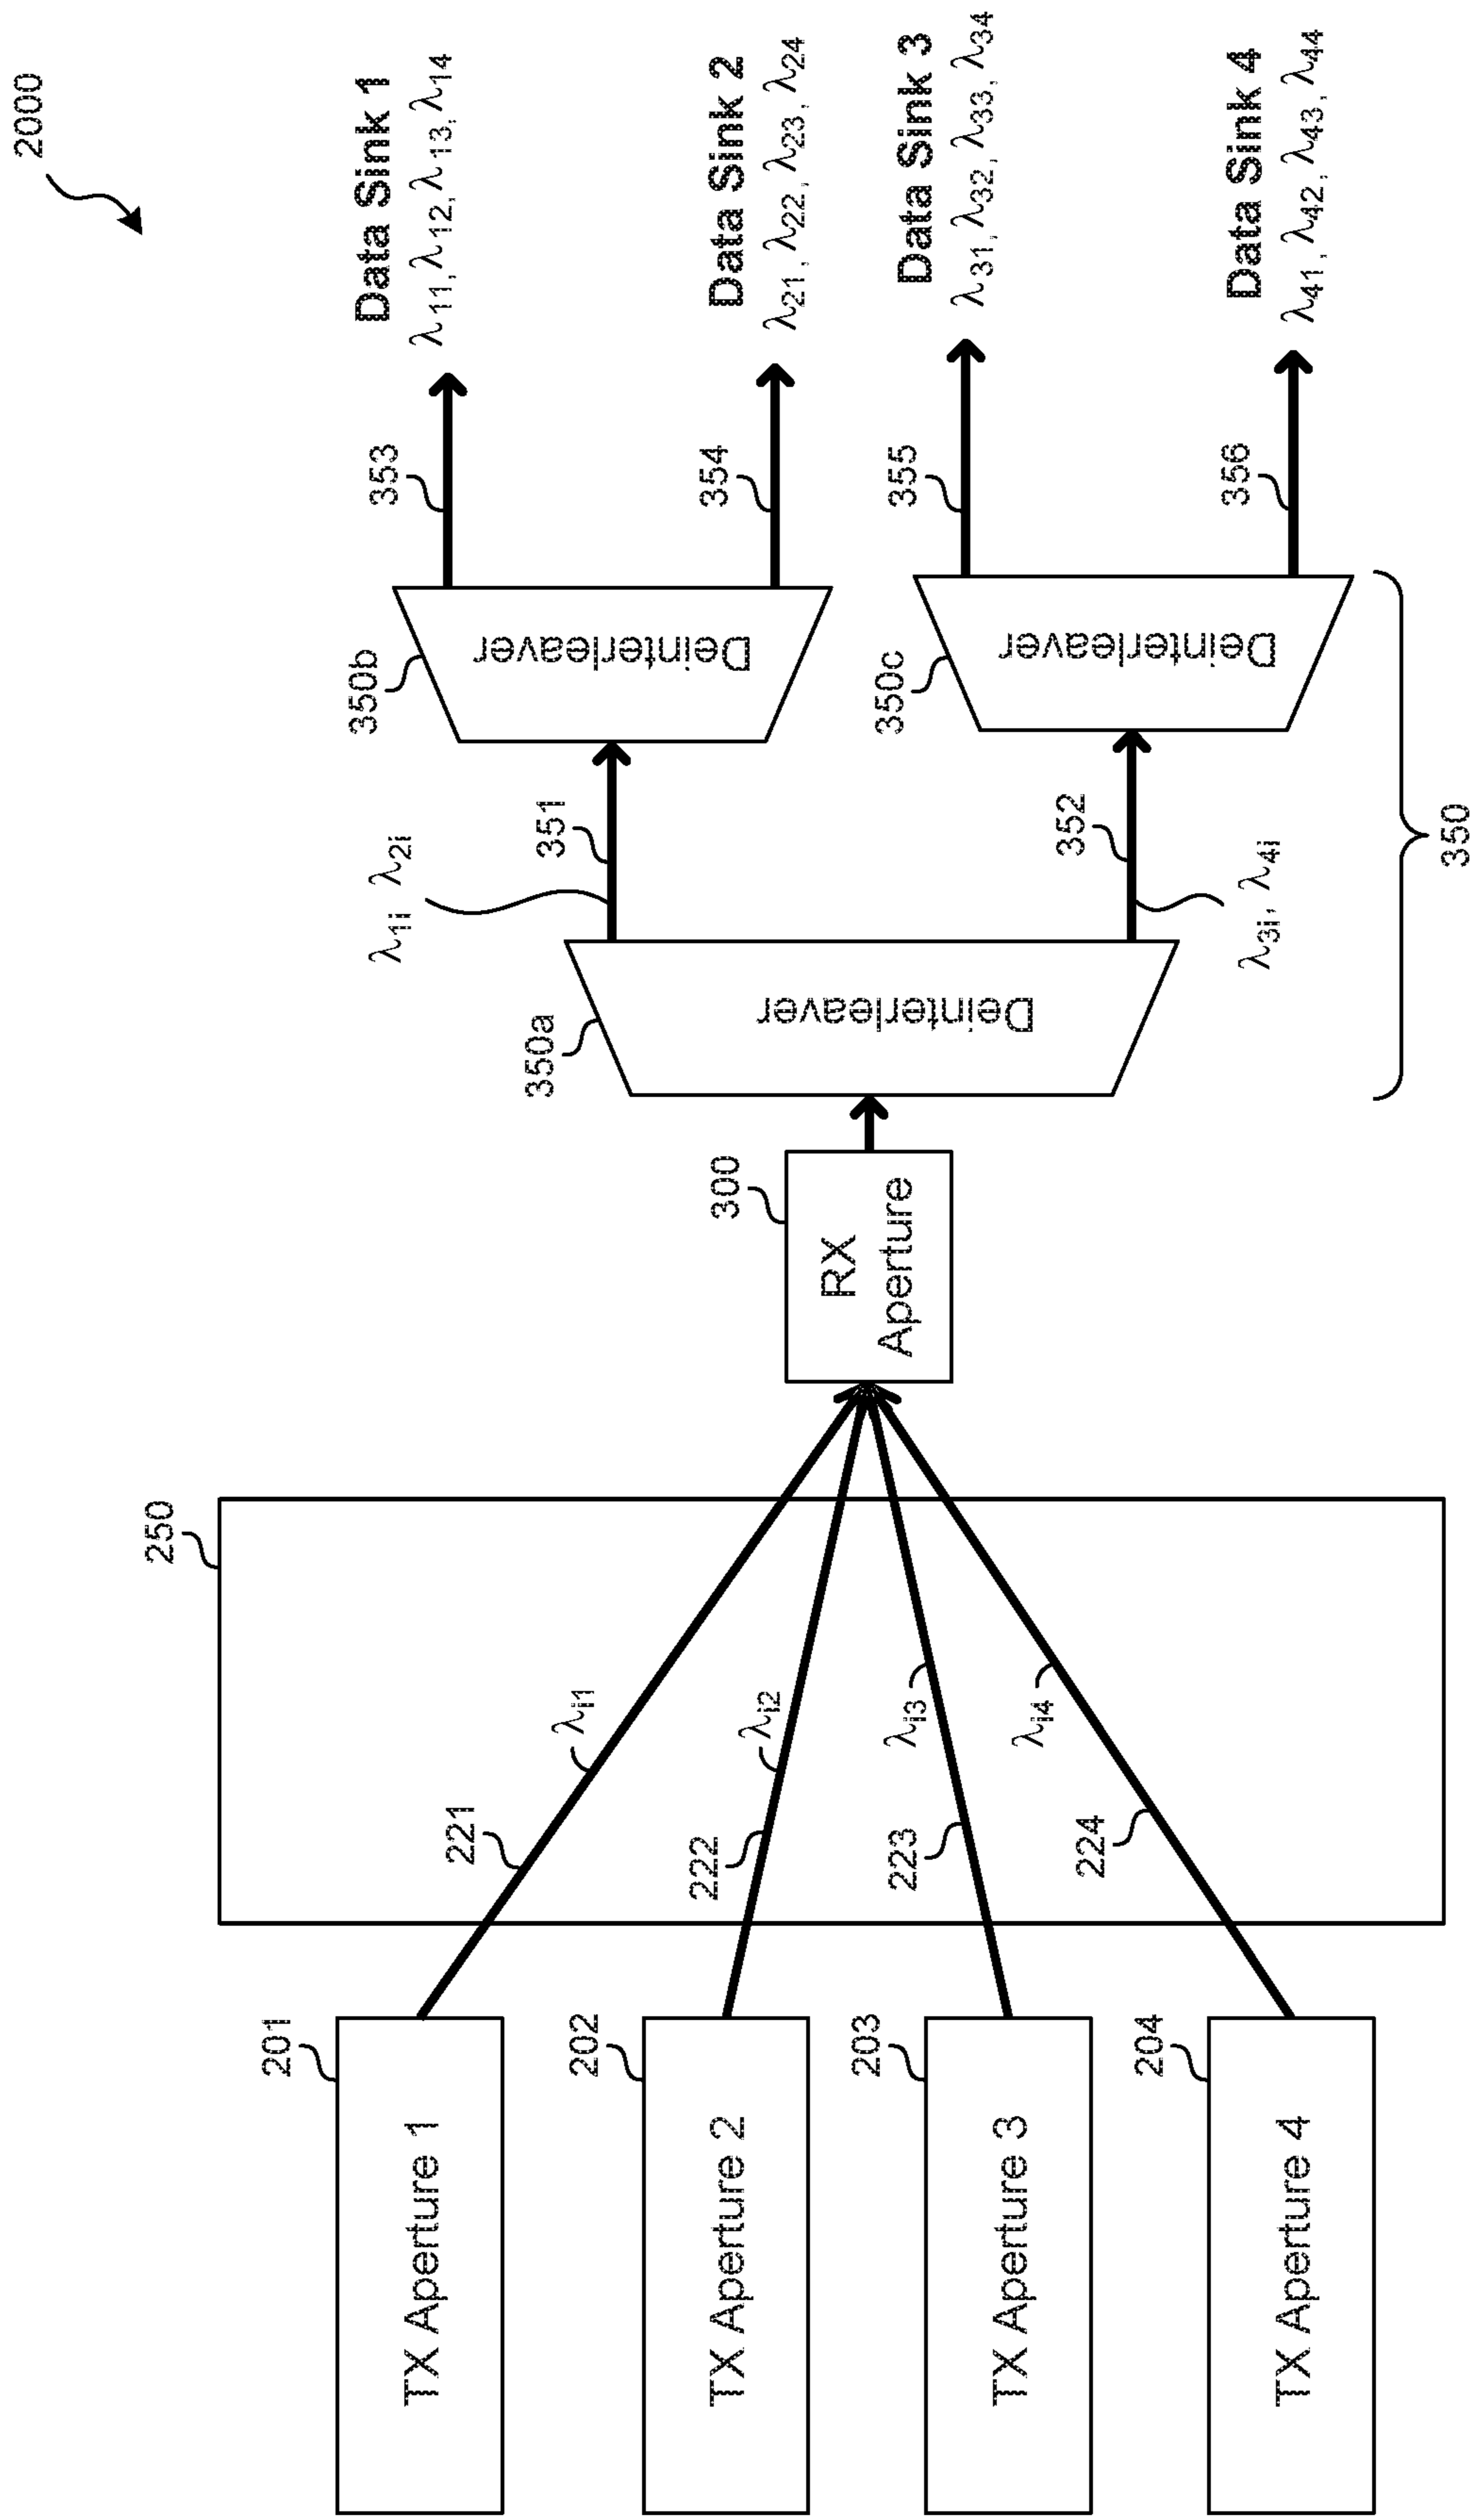 2000
TX Aperture 1
201
TX Aperture 2
202
TX Aperture 3
203
TX Aperture 4
204
250
221
λi1
222
λi2
223
λi3
224
λi4
300
RX
Aperture
350a
Deinterleaver
λ1i λ2i
351
352
λ3i, λ4i
350b
Deinterleaver
350c
Deinterleaver
350
353
Data Sink 1
λ11, λ12, λ13, λ14
354
Data Sink 2
λ21, λ22, λ23, λ24
355
Data Sink 3
λ31, λ32, λ33, λ34
356
Data Sink 4
λ41, λ42, λ43, λ44